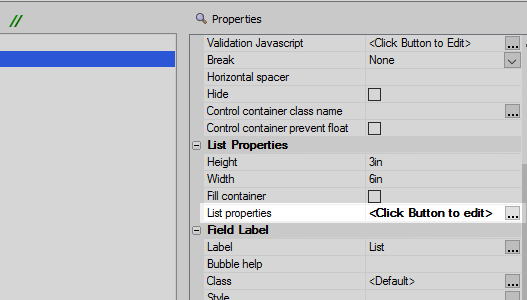 //
Properties
Validation Javascript <Click Button to Edit> ...
Break None
Horizontal spacer
Hide
Control container class name ...
Control container prevent float
List Properties
Height 3in
Width 6in
Fill container
List properties <Click Button to edit> ...
Field Label
Label List ...
Bubble help
Class <Default> ...
Style ...